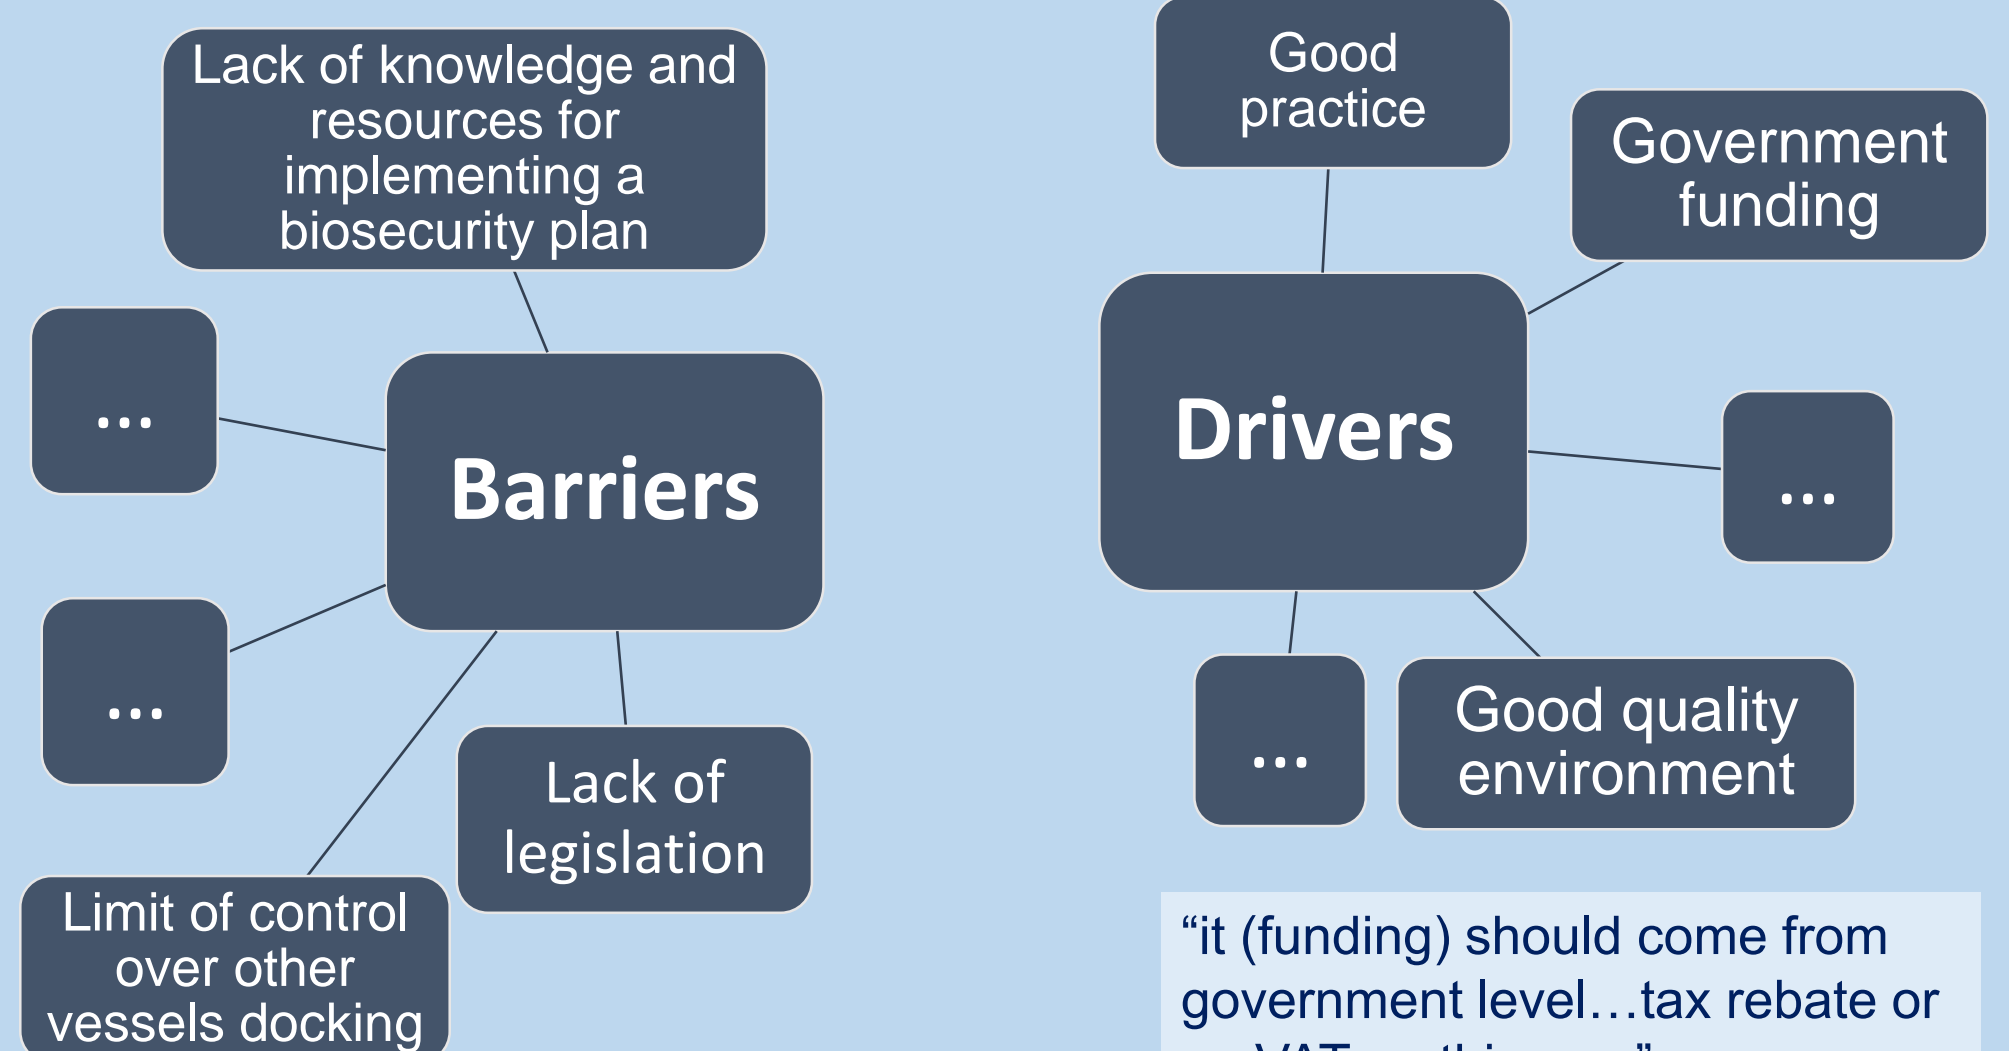 Lack of knowledge and
resources for
implementing a
biosecurity plan
...
Barriers
...
Lack of
legislation
Limit of control
over other
vessels docking
Good
practice
Government
funding
Drivers
...
...
Good quality
environment
“it (funding) should come from
government level…tax rebate or
VAT